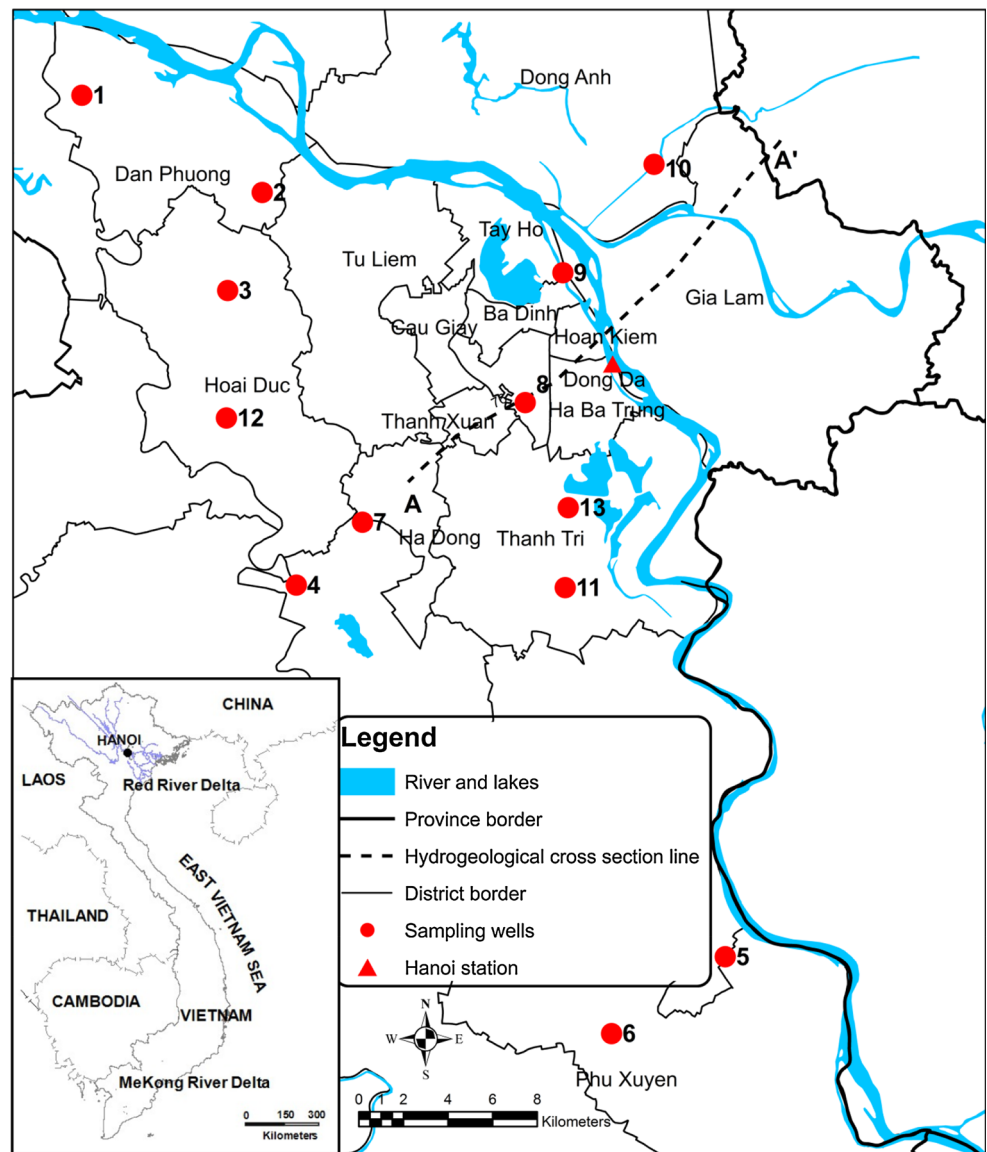 Dong Anh
1
A'
10
Dan Phuong
2
Tay Ho
Tu Liem
9
3
Gia Lam
Ba Dinh
Cau Giay
Hoan Kiem
Hoai Duc
8
Dong Da
12
Thanh Xuan
Ha Ba Trung
A
13
7
Ha Dong
Thanh Tri
4
11
CHINA
HANOI
LAOS
Red River Delta
EAST VIETNAM SEA
THAILAND
CAMBODIA
VIETNAM
MeKong River Delta
0 150 300
Kilometers
Legend
River and lakes
Province border
Hydrogeological cross section line
District border
Sampling wells
Hanoi station
5
N
W E
S
6
Phu Xuyen
0 1 2 4 6 8
Kilometers